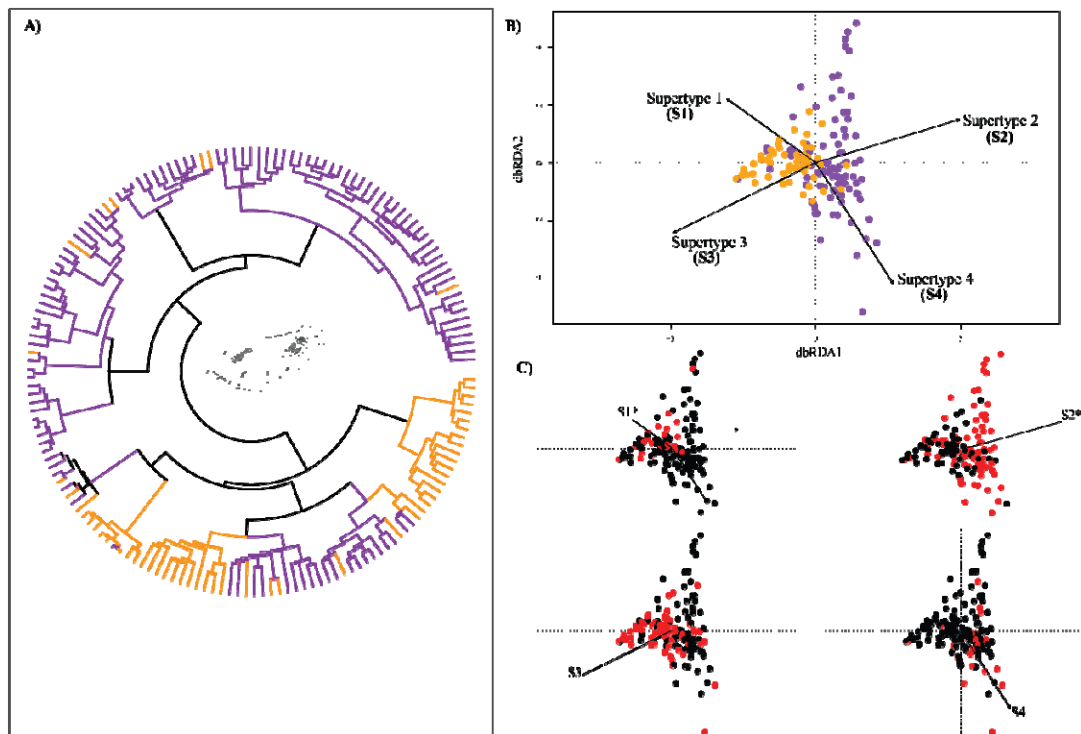 A)
B)
Supertype 1
(S1)
Supertype 2
(S2)
Supertype 3
(S3)
Supertype 4
(S4)
dbRDA2
dbRDA1
C)
S1*
S2*
S3
S4